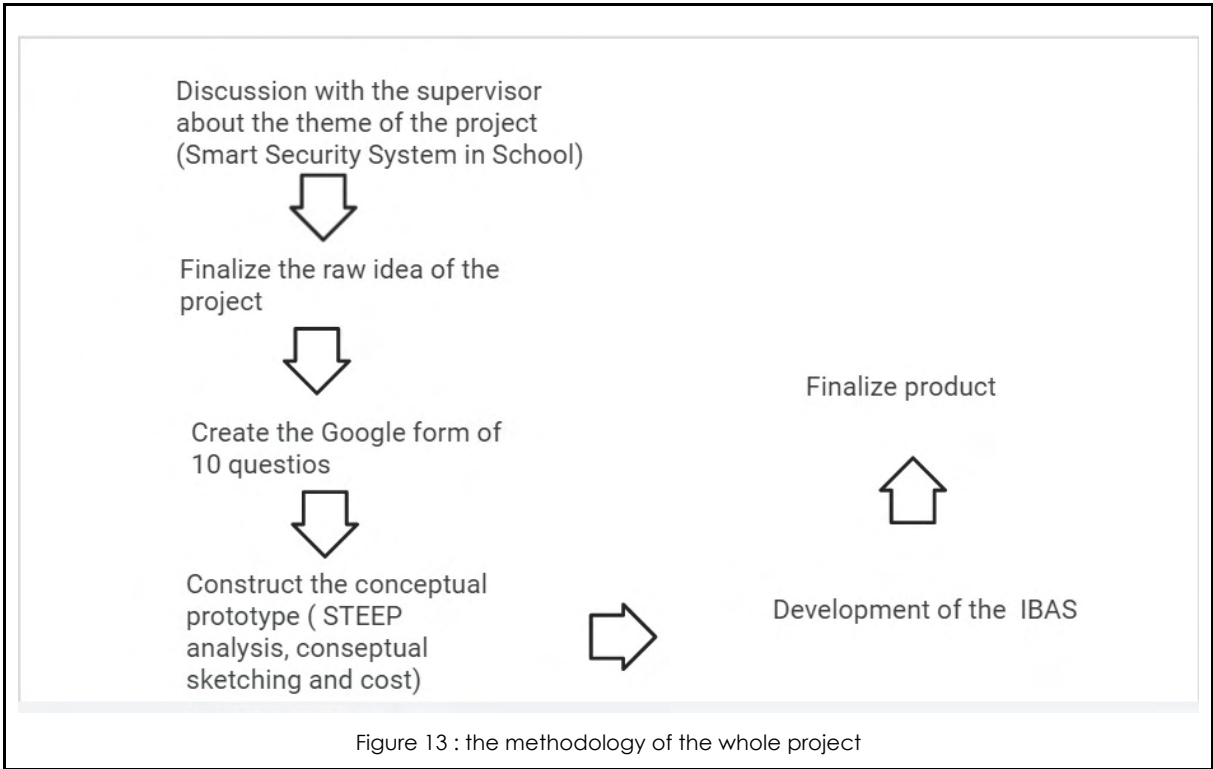 Discussion with the supervisor
about the theme of the project
(Smart Security System in School)
Finalize the raw idea of the
project
Create the Google form of
10 questios
Construct the conceptual
prototype ( STEEP
analysis, conseptual
sketching and cost)
Development of the IBAS
Finalize product
Figure 13 : the methodology of the whole project